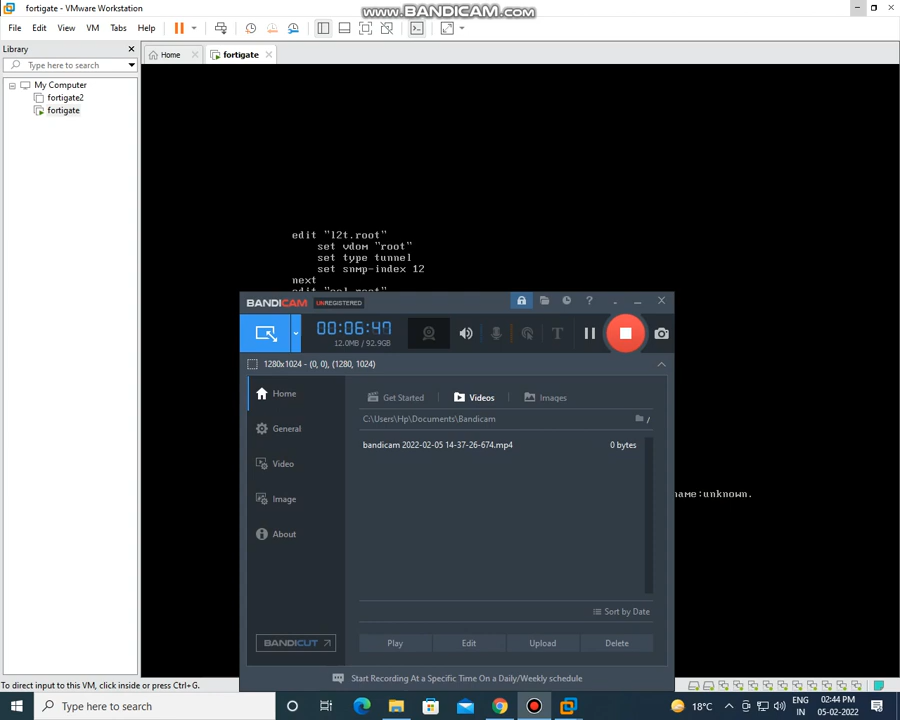 fortigate - VMware Workstation
www.BANDICAM.com
File Edit View VM Tabs Help
Library
Home
fortigate
Type here to search
My Computer
fortigate2
fortigate
edit "l2t.root"
set vdom "root"
set type tunnel
set snmp-index 12
next
BANDICAM UNREGISTERED
00:06:47
12.0MB / 92.9GB
1280x1024 - (0, 0), (1280, 1024)
Home
Get Started
Videos
Images
C:\Users\Hp\Documents\Bandicam
General
bandicam 2022-02-05 14-37-26-674.mp4 0 bytes
Video
Image
name:unknown.
About
Sort by Date
BANDICUT
Play
Edit
Upload
Delete
Start Recording At a Specific Time On a Daily/Weekly schedule
To direct input to this VM, click inside or press Ctrl+G.
Type here to search
18°C
ENG
IN
02:44 PM
05-02-2022